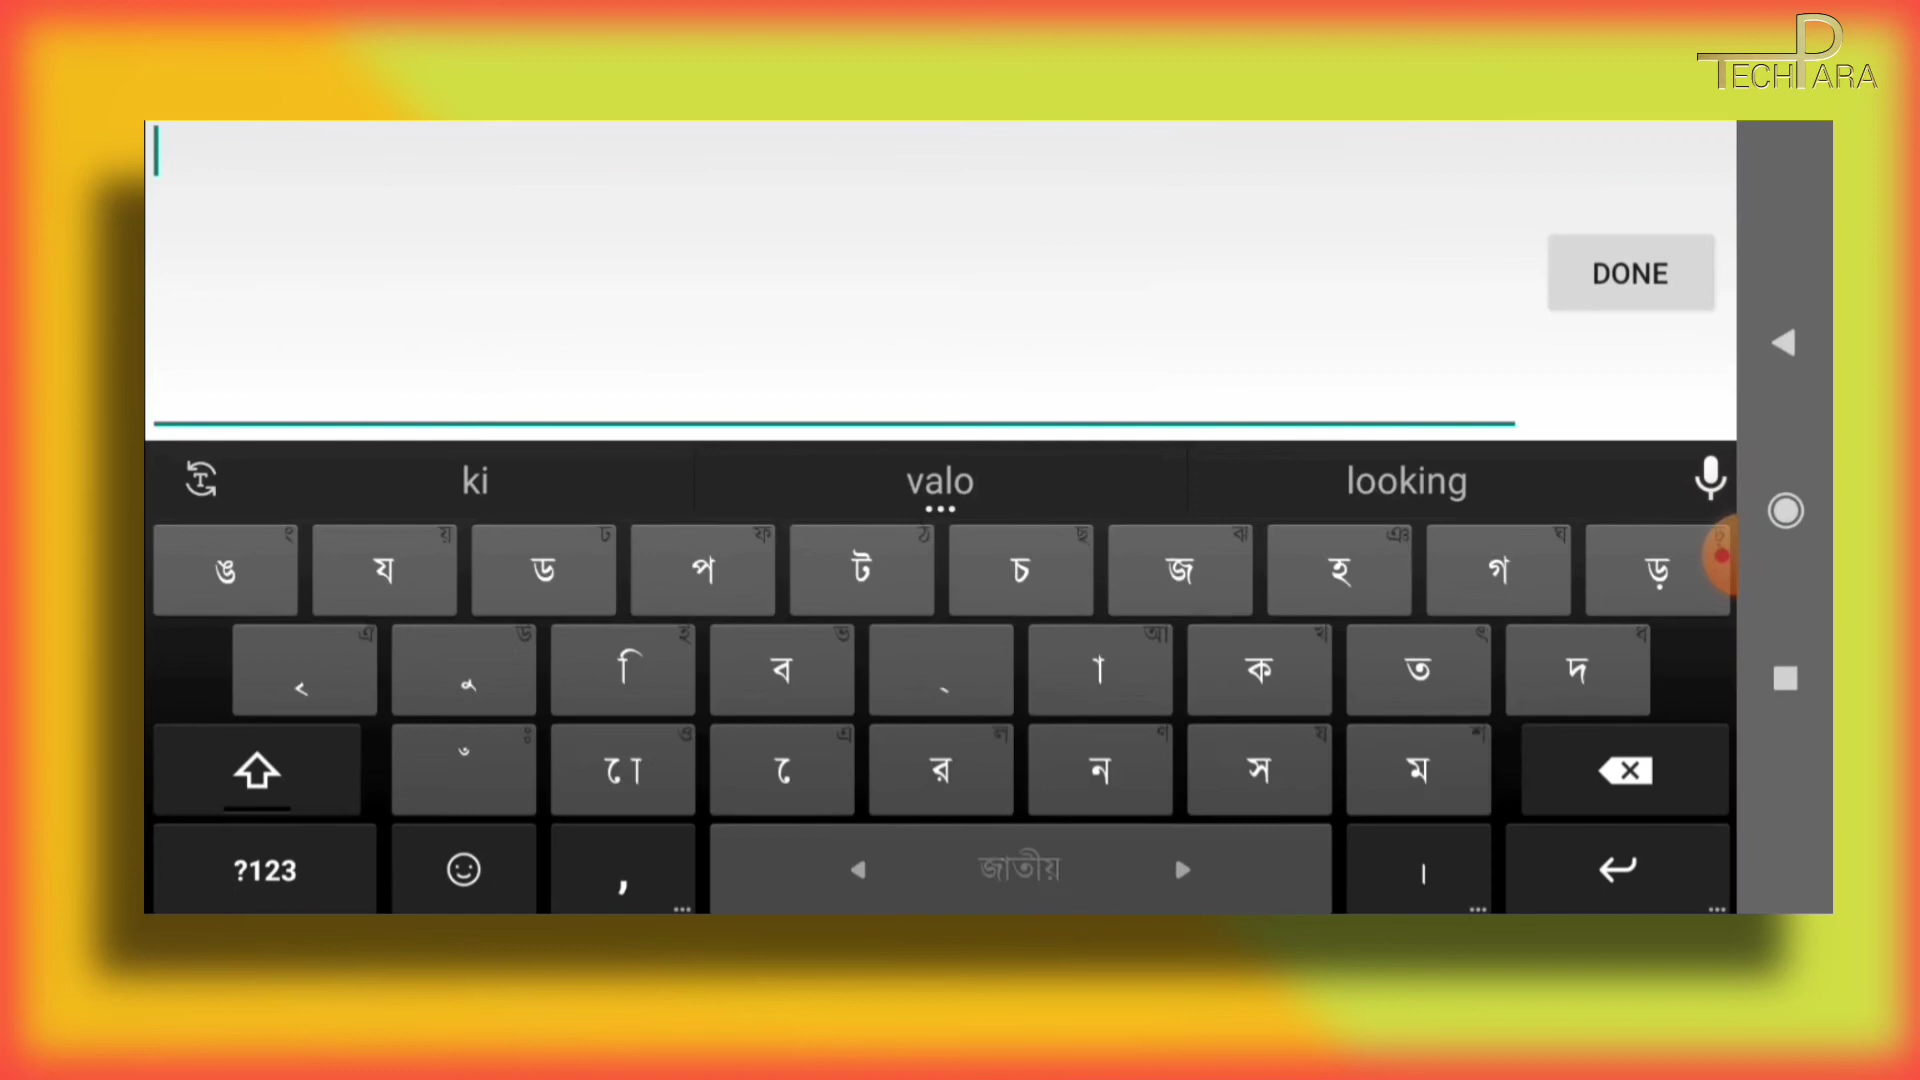 TECHPARA
DONE
ki valo looking
ং য় ঢ ফ ঠ ছ ঝ ঞ ঘ
ঙ য ড প ট চ জ হ গ ড়
ঐ উ ই ভ আ খ ৎ ধ
ৃ ু ি ব ্ া ক ত দ
ঃ ও এ ল ণ ষ শ
ঁ ো ে র ন স ম
?123 , জাতীয় ।